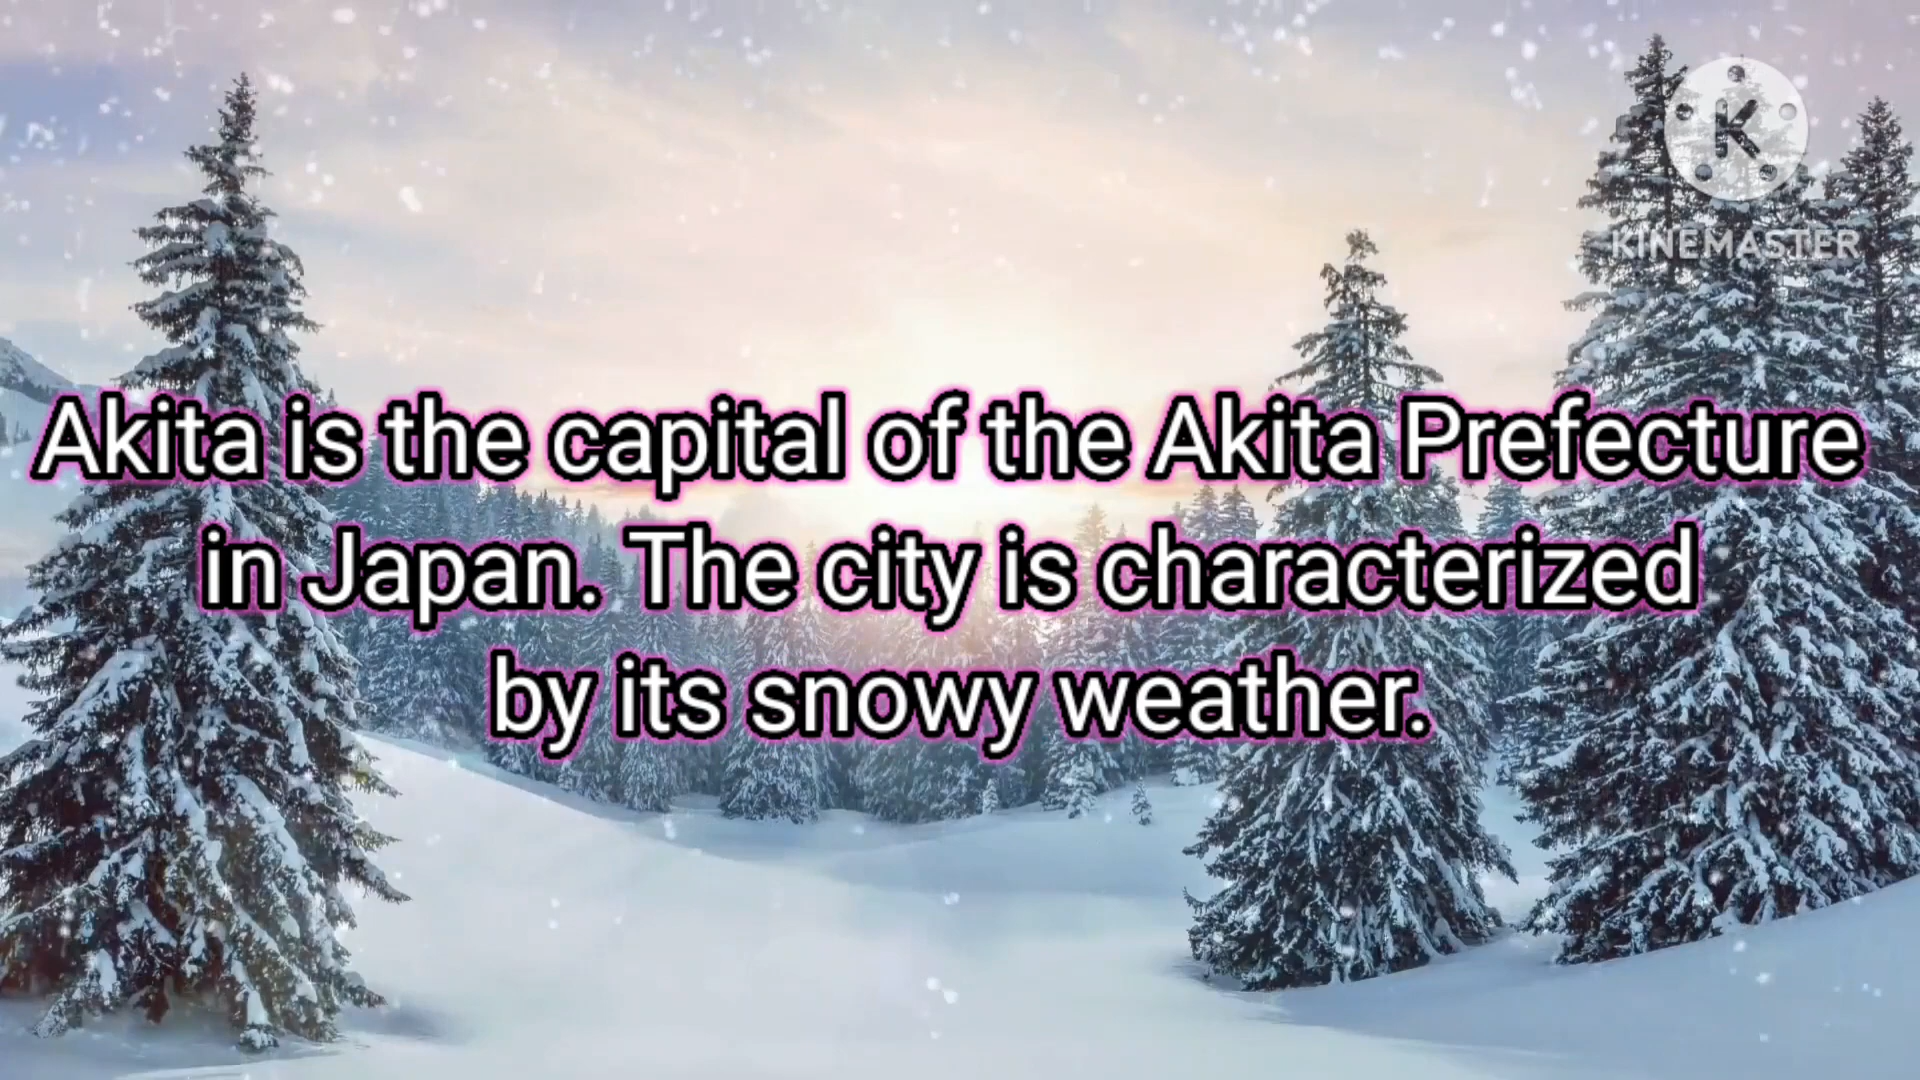 K
KINEMASTER
Akita is the capital of the Akita Prefecture
in Japan. The city is characterized
by its snowy weather.